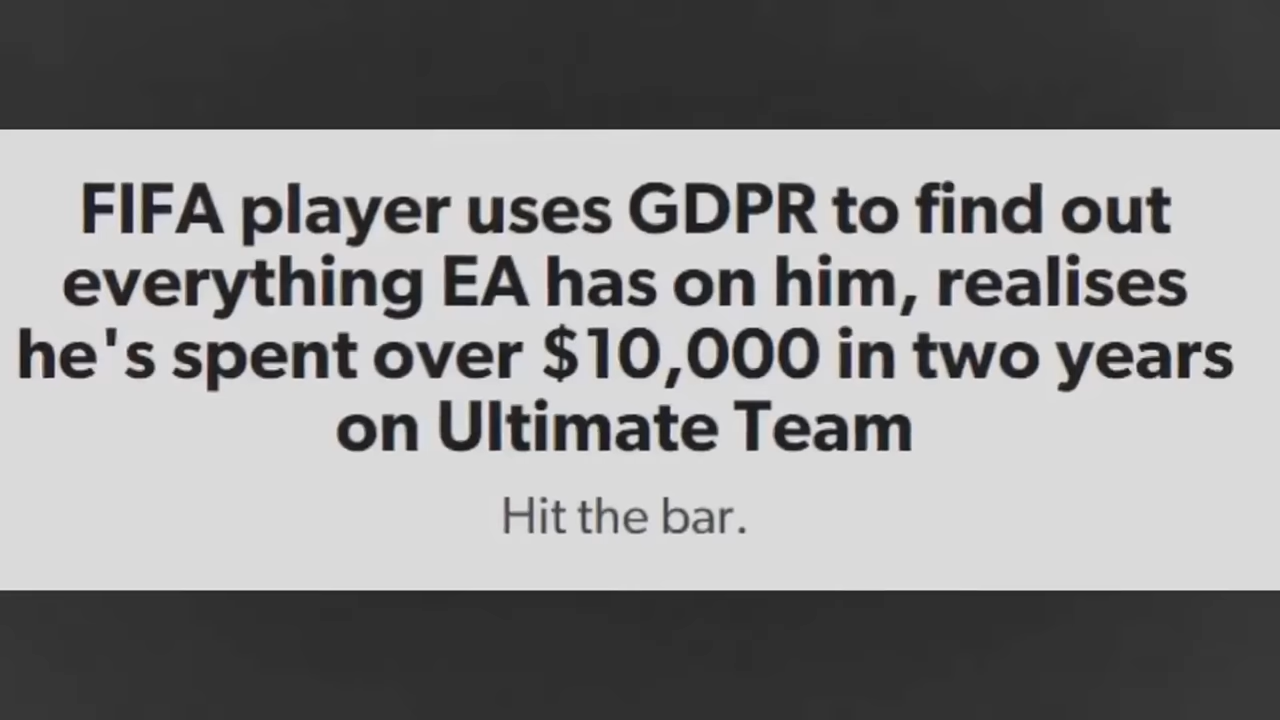 FIFA player uses GDPR to find out
everything EA has on him, realises
he's spent over $10,000 in two years
on Ultimate Team
Hit the bar.